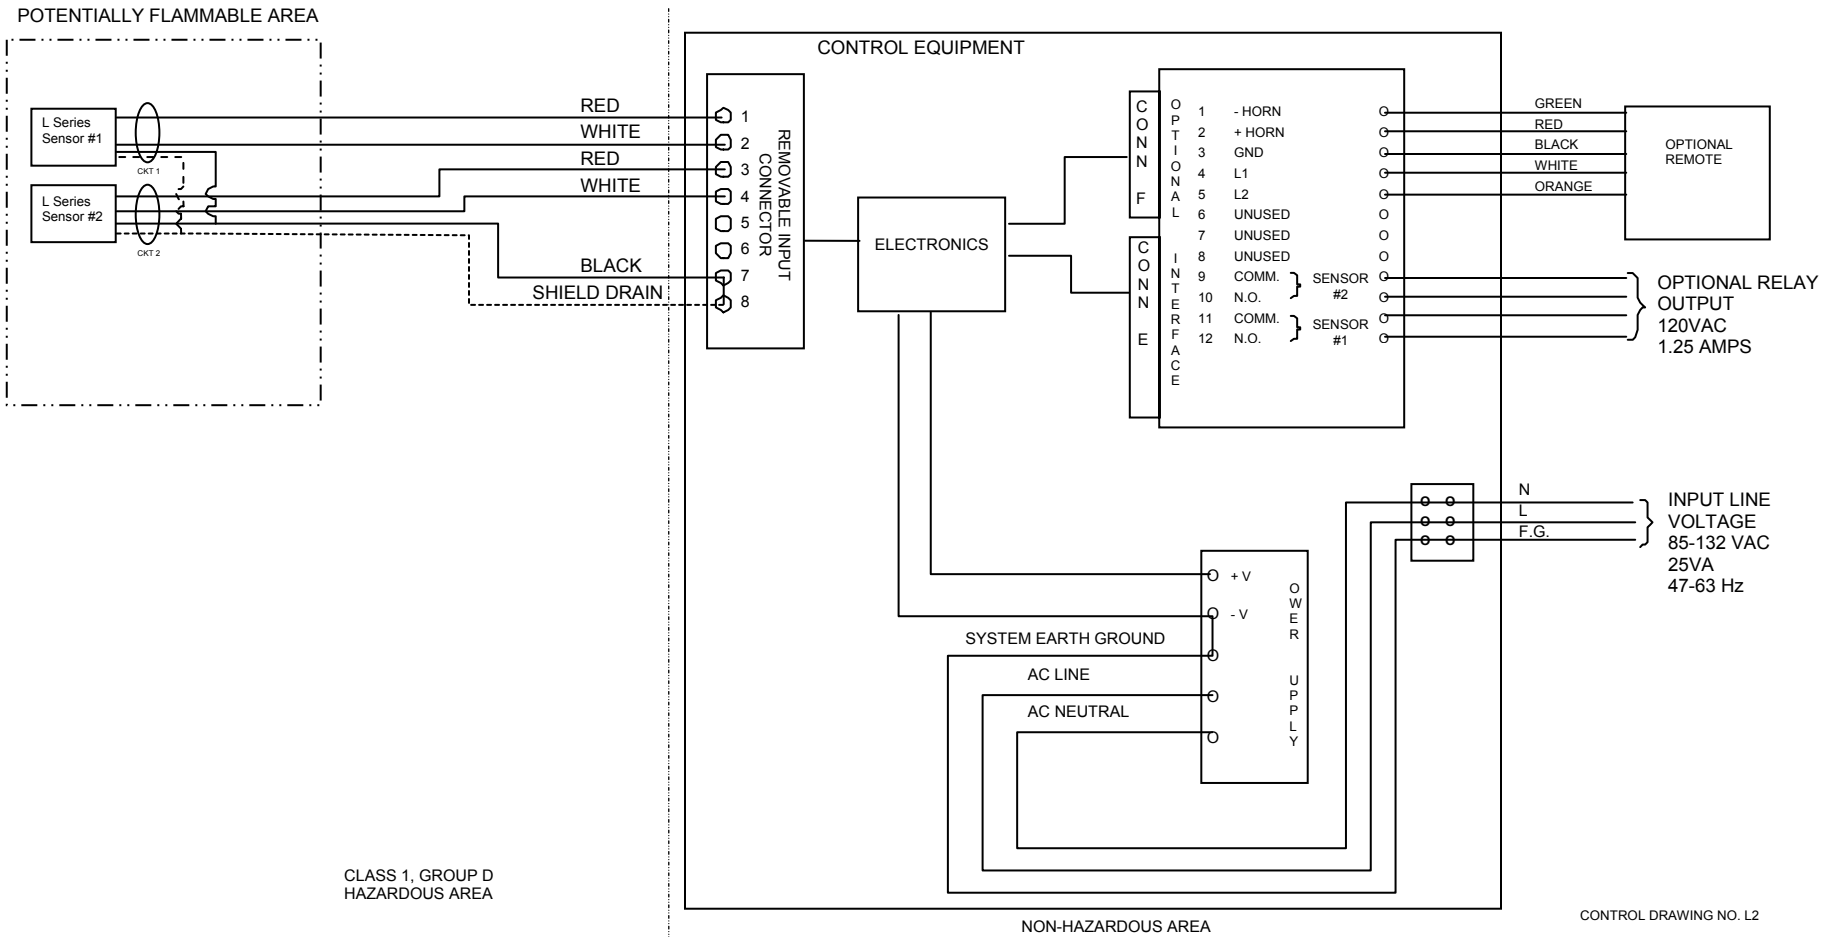 POTENTIALLY FLAMMABLE AREA
CONTROL EQUIPMENT
L Series
Sensor #1
CKT 1
L Series
Sensor #2
CKT 2
RED
WHITE
RED
WHITE
BLACK
SHIELD DRAIN
1
2
3
4
5
6
7
8
REMOVABLE INPUT
CONNECTOR
ELECTRONICS
CONN F
CONN E
OPTIONAL INTERFACE
1 - HORN
2 + HORN
3 GND
4 L1
5 L2
6 UNUSED
7 UNUSED
8 UNUSED
9 COMM.
10 N.O.
SENSOR
#2
11 COMM.
12 N.O.
SENSOR
#1
GREEN
RED
BLACK
WHITE
ORANGE
OPTIONAL
REMOTE
OPTIONAL RELAY
OUTPUT
120VAC
1.25 AMPS
N
L
F.G.
INPUT LINE
VOLTAGE
85-132 VAC
25VA
47-63 Hz
+ V
- V
OWER UPPLY
SYSTEM EARTH GROUND
AC LINE
AC NEUTRAL
CLASS 1, GROUP D
HAZARDOUS AREA
NON-HAZARDOUS AREA
CONTROL DRAWING NO. L2